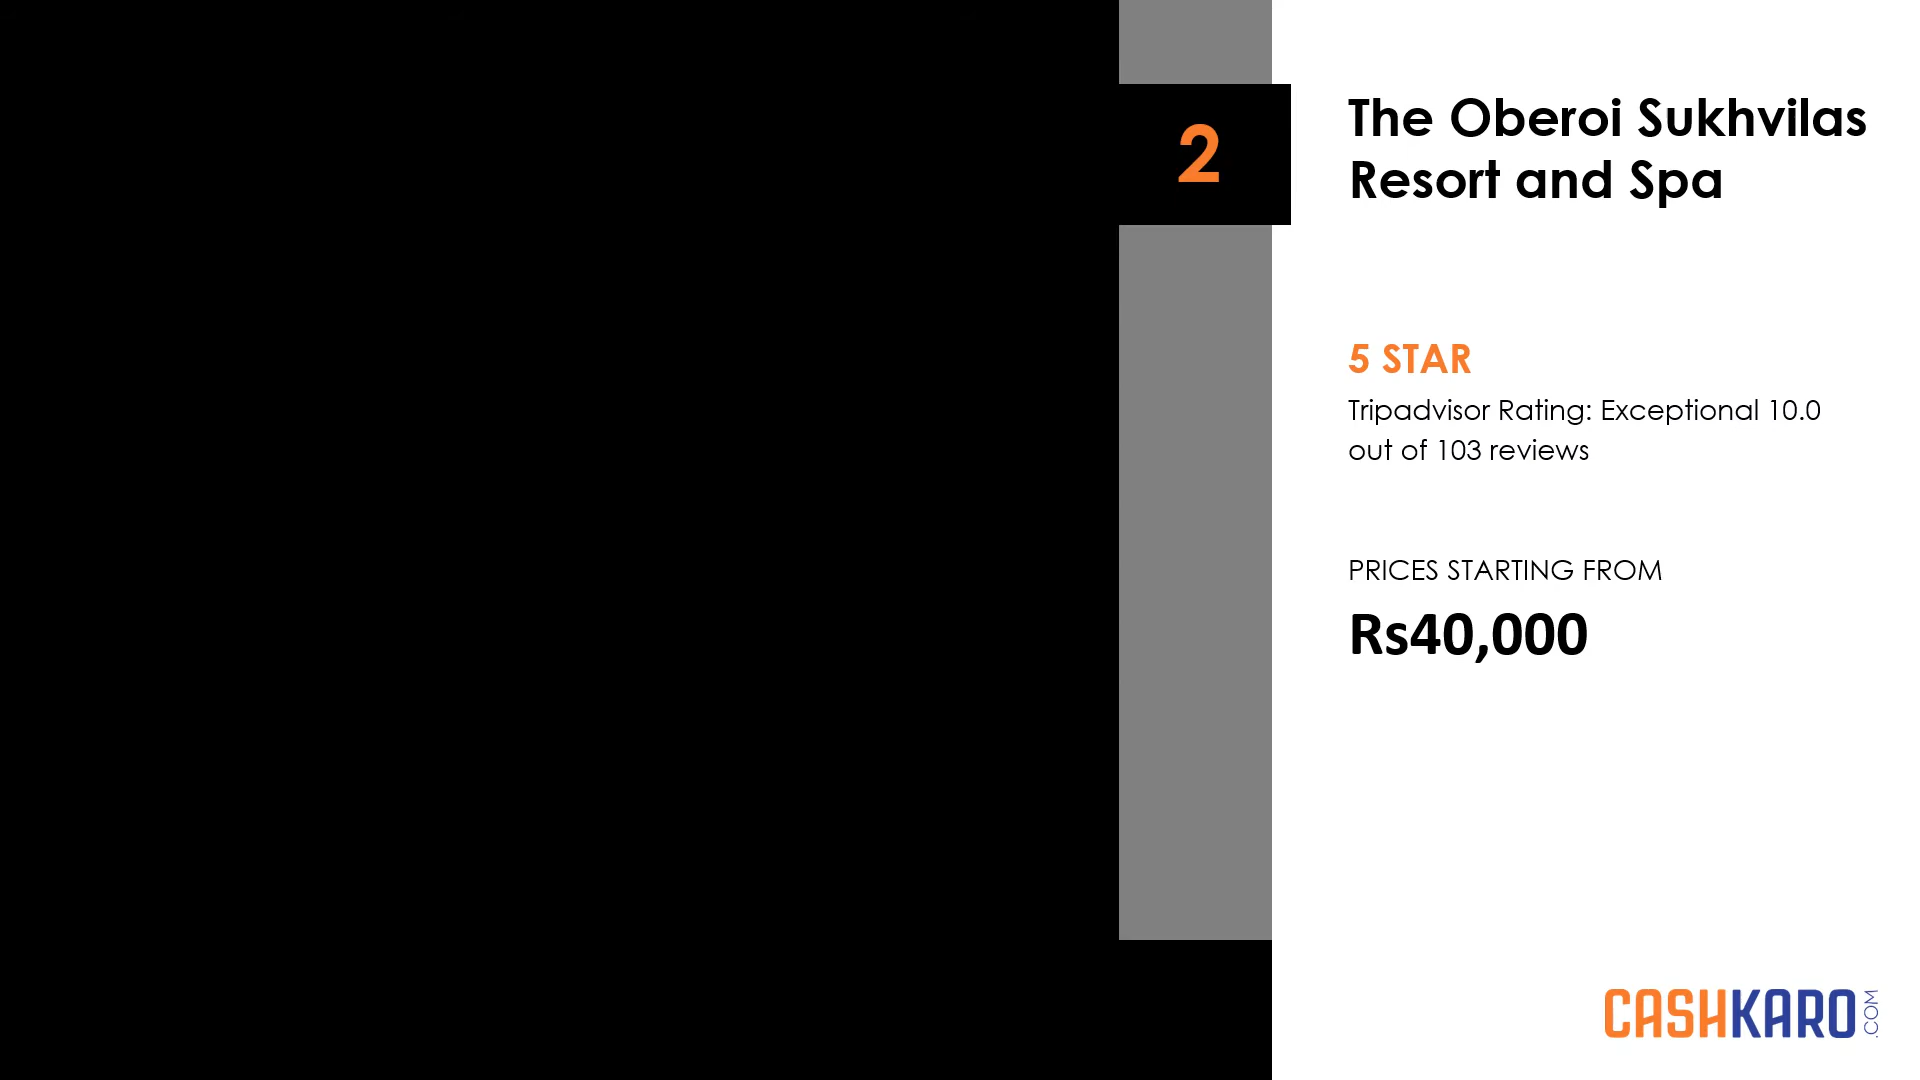 2
The Oberoi Sukhvilas
Resort and Spa
5 STAR
Tripadvisor Rating: Exceptional 10.0
out of 103 reviews
PRICES STARTING FROM
Rs40,000
CASHKARO.COM